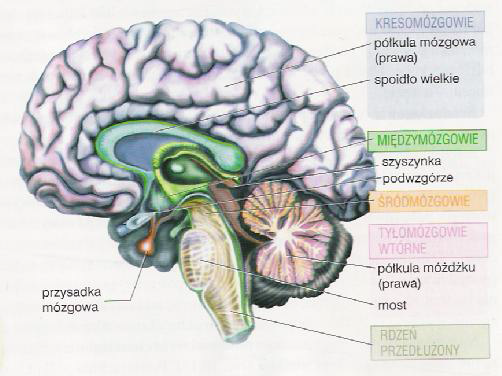 KRESOMÓZGOWIE
półkula mózgowa
(prawa)
spoidło wielkie
MIĘDZYMÓZGOWIE
szyszynka
podwzgórze
ŚRÓDMÓZGOWIE
TYŁOMÓZGOWIE
WTÓRNE
półkula móżdżku
(prawa)
most
RDZEŃ
PRZEDŁUŻONY
przysadka
mózgowa